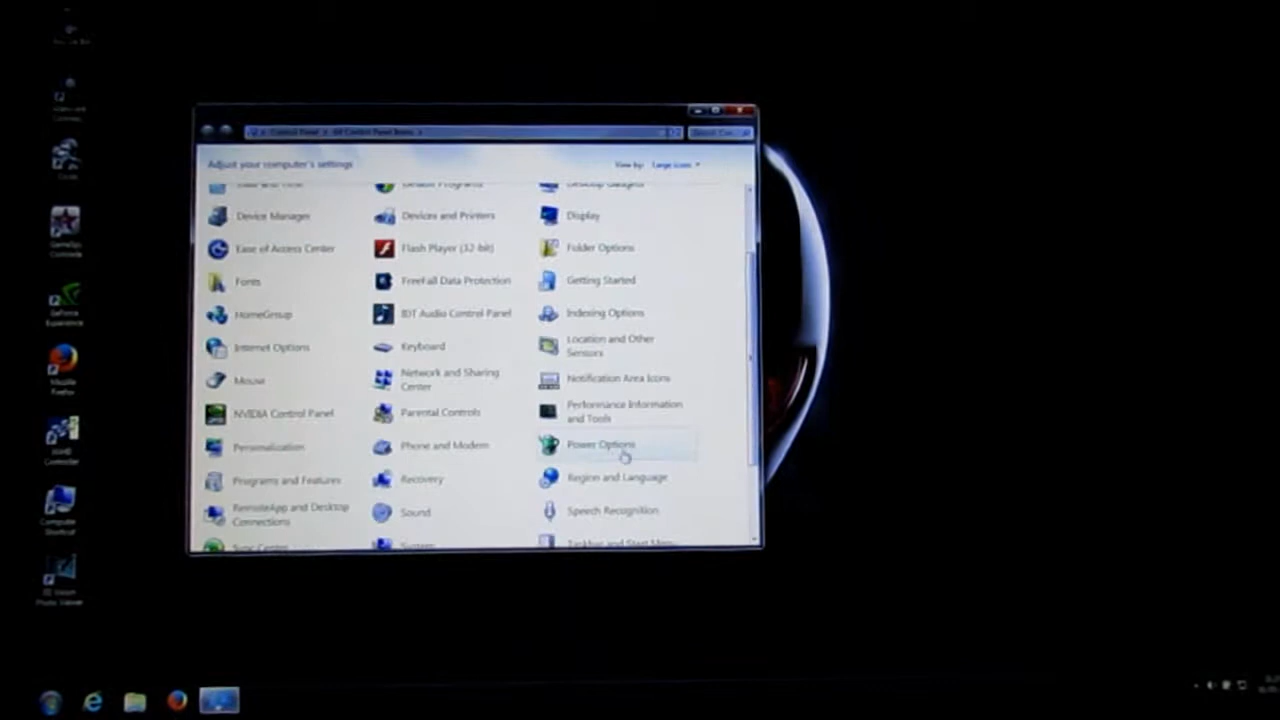 Control Panel
All Control Panel Items
Adjust your computer's settings
View by: Large icons
Date and Time
Default Programs
Desktop Gadgets
Device Manager
Devices and Printers
Display
Ease of Access Center
Flash Player (32-bit)
Folder Options
Fonts
FreeFall Data Protection
Getting Started
HomeGroup
IDT Audio Control Panel
Indexing Options
Internet Options
Keyboard
Location and Other
Sensors
Mouse
Network and Sharing
Center
Notification Area Icons
NVIDIA Control Panel
Parental Controls
Performance Information
and Tools
Personalization
Phone and Modem
Power Options
Programs and Features
Recovery
Region and Language
RemoteApp and Desktop
Connections
Sound
Speech Recognition
Sync Center
System
Taskbar and Start Menu
GeForce
Experience
Mozilla
Firefox
Controller
Computer
Shortcut